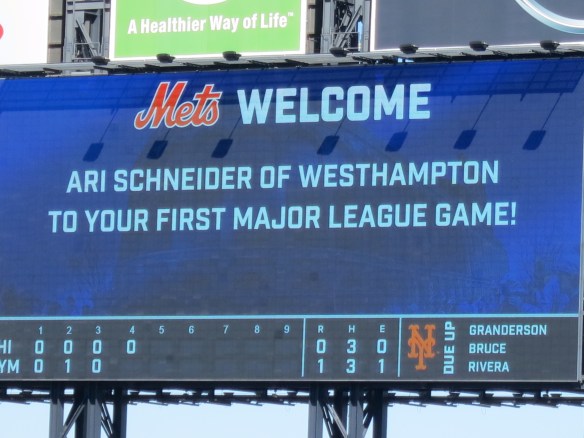 A Healthier Way of Life™
Mets WELCOME
ARI SCHNEIDER OF WESTHAMPTON
TO YOUR FIRST MAJOR LEAGUE GAME!
1 2 3 4 5 6 7 8 9 R H E
HI 0 0 0 0 0 3 0
YM 0 1 0 1 3 1
NY DUE UP
GRANDERSON
BRUCE
RIVERA